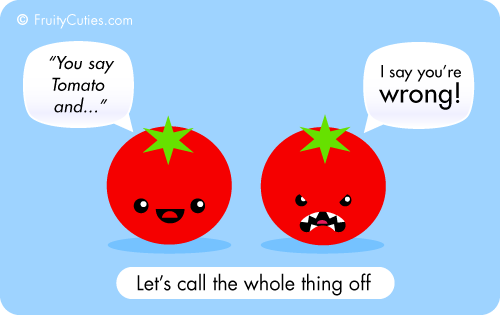 © FruityCuties.com
“You say
Tomato
and...”
I say you’re
wrong!
Let’s call the whole thing off